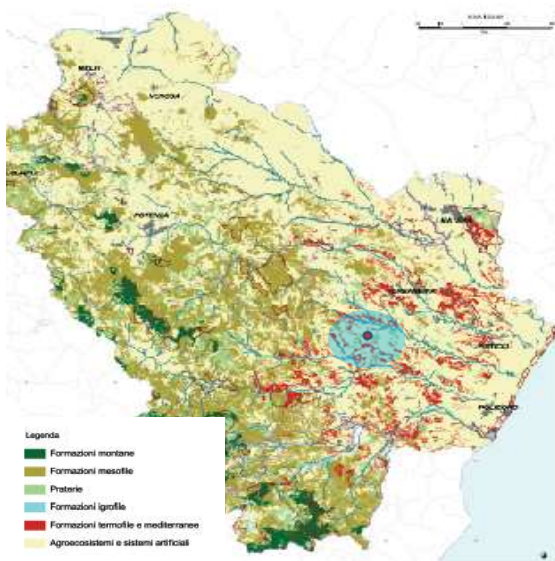 MELFI
VENOSA
POTENZA
MATERA
PISTICCI
POLICORO
Legenda
Formazioni montane
Formazioni mesofile
Praterie
Formazioni igrofile
Formazioni termofile e mediterranee
Agroecosistemi e sistemi artificiali